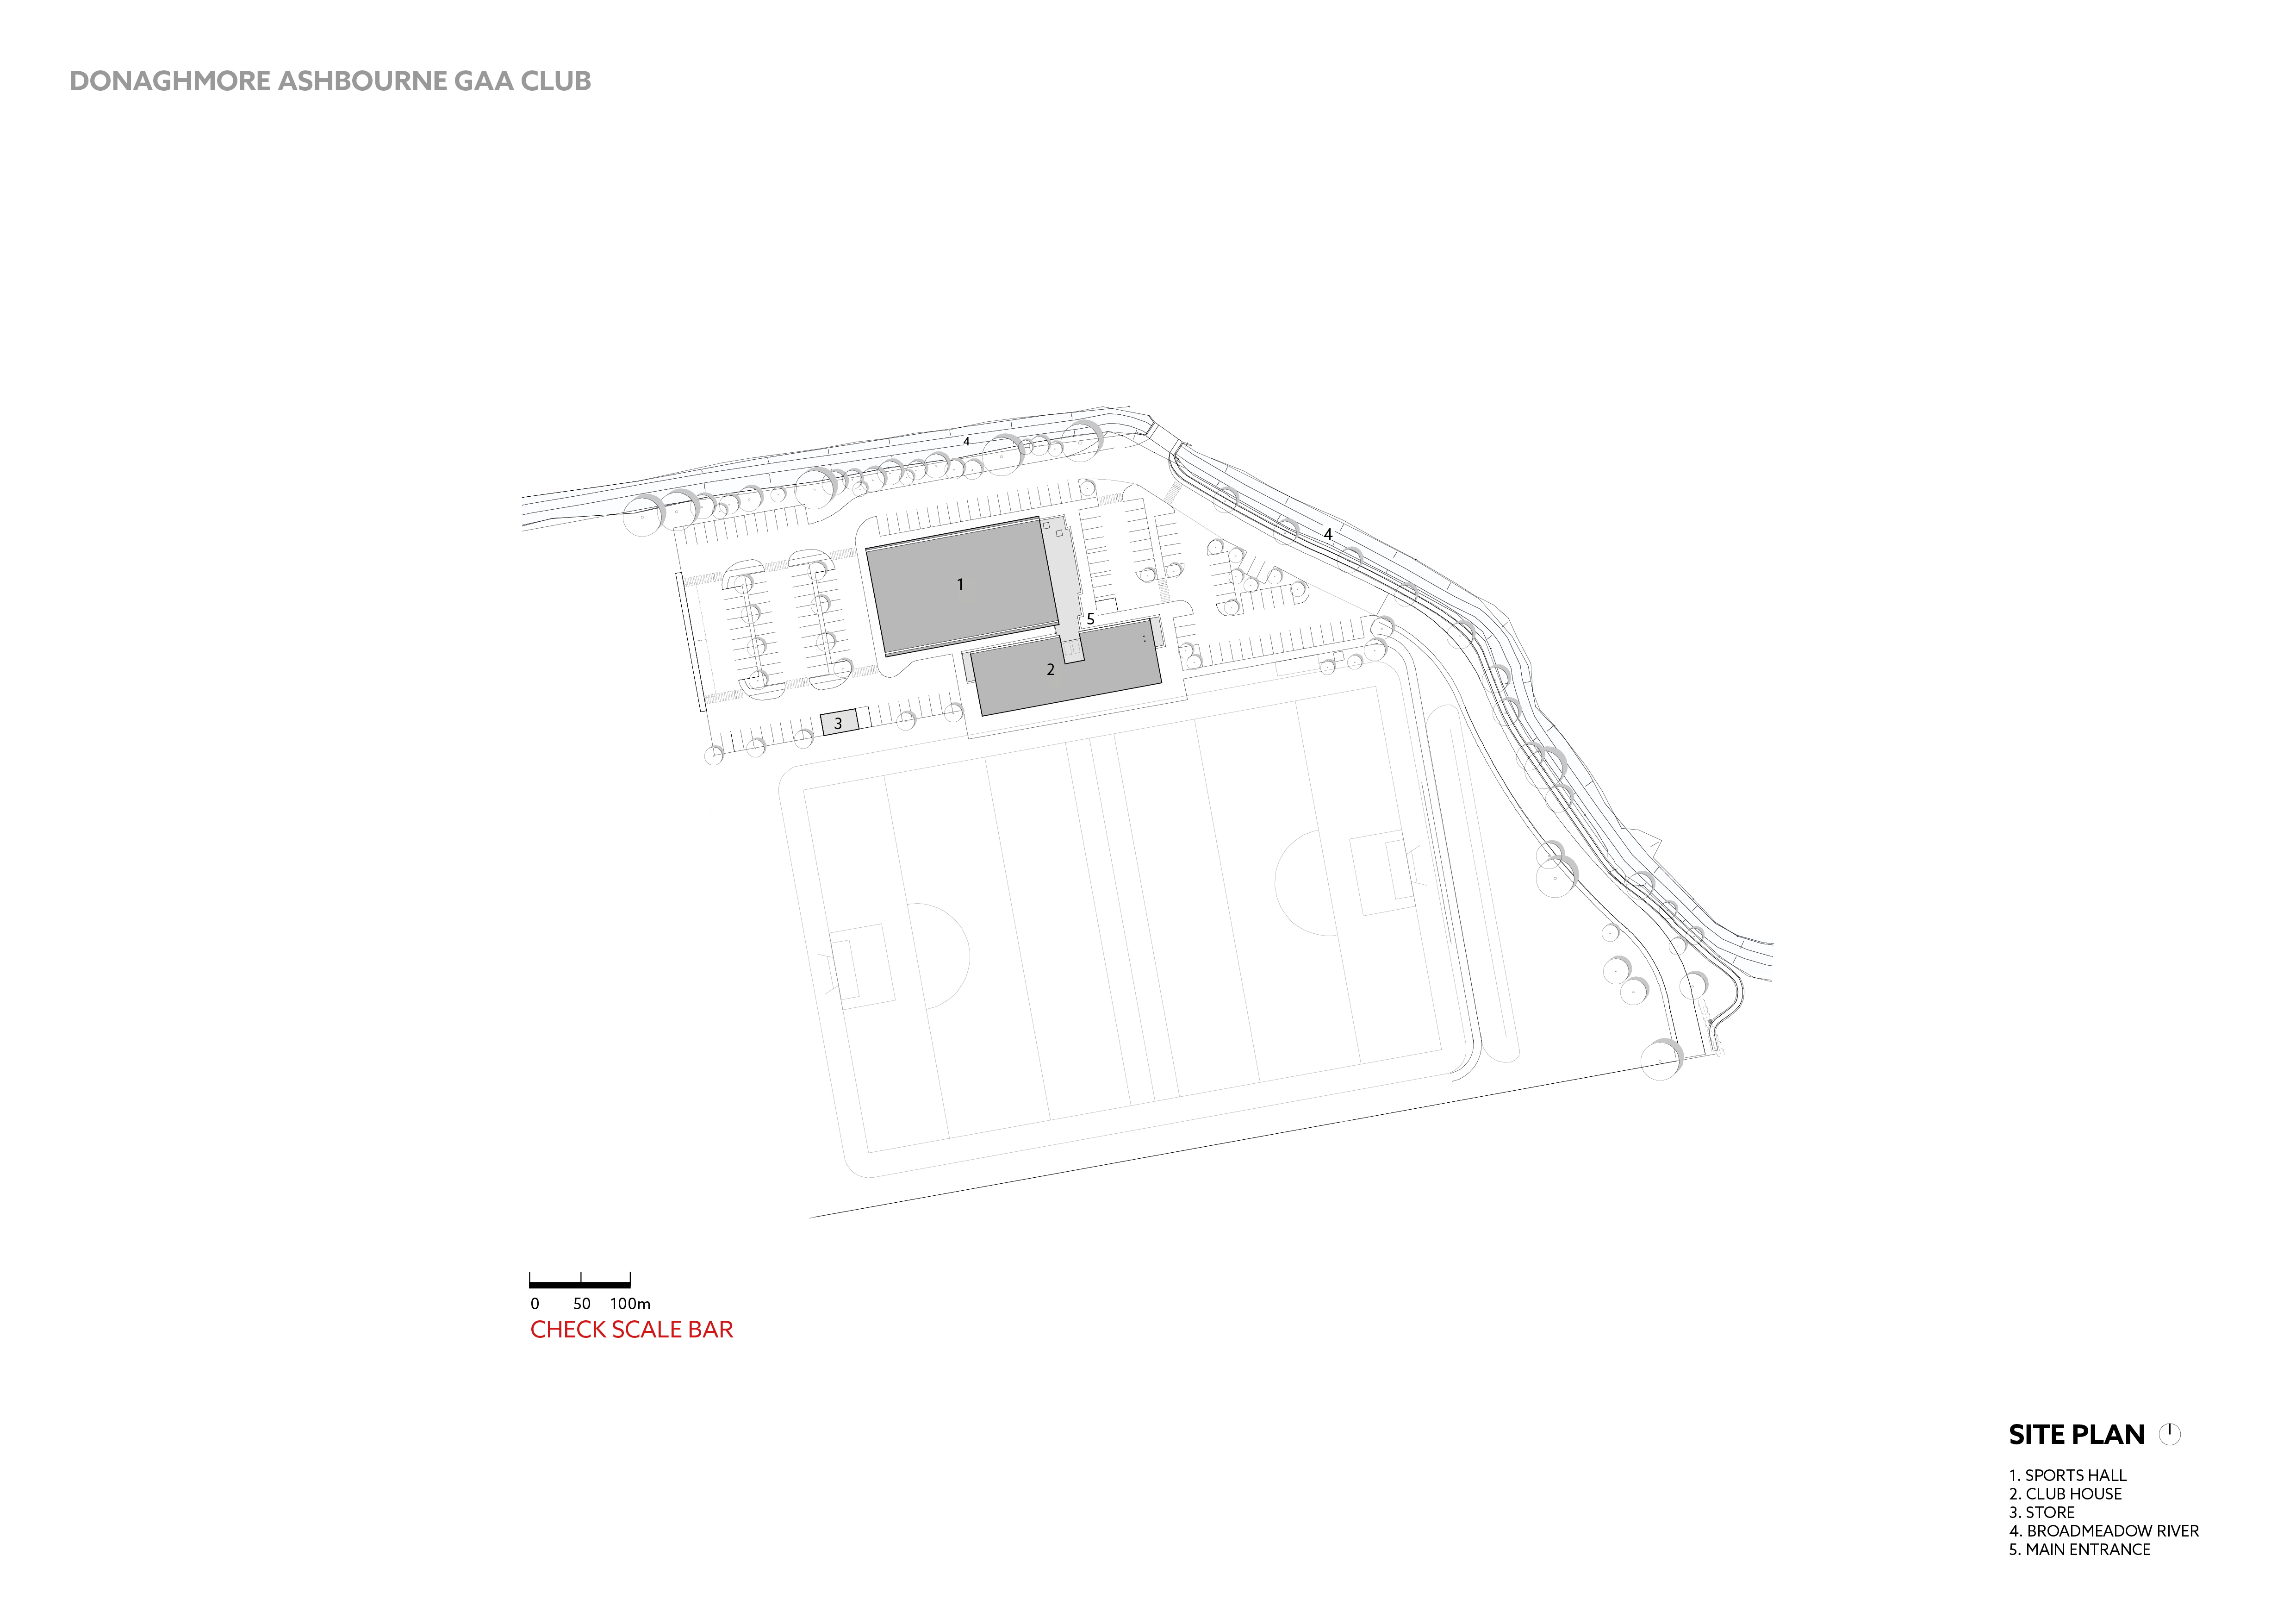 DONAGHMORE ASHBOURNE GAA CLUB
4
4
1
5
2
3
0 50 100m
CHECK SCALE BAR
SITE PLAN
1. SPORTS HALL
2. CLUB HOUSE
3. STORE
4. BROADMEADOW RIVER
5. MAIN ENTRANCE